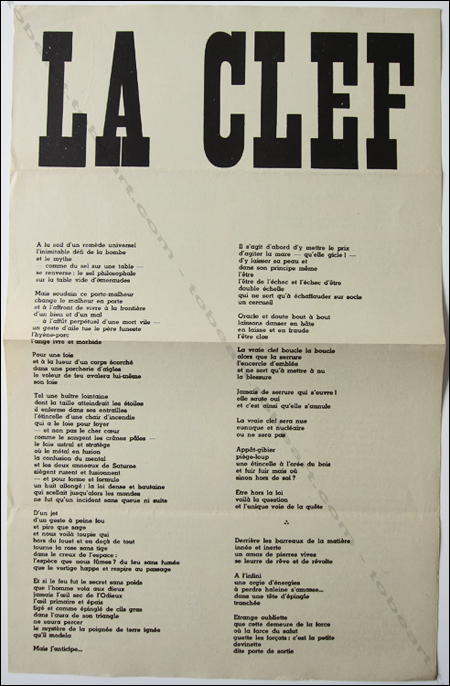 LA CLEF
A la soif d'un remède universel
l'inimitable défi de la bombe
et le mythe
— comme du sel sur une table —
se renverse : le sel philosophale
sur la table vide d'émeraudes
Mais soudain ce porte-malheur
change le malheur en porte
et à l'affront de vivre à la frontière
d'un bien et d'un mal
— à l'affût perpétuel d'une mort vile —
un geste d'aile tue le père funeste
l'hyène-porc
l'ange ivre et morbide
Pour une fois
et à la lueur d'un corps écorché
dans une porcherie d'aigles
le voleur de feu avalera lui-même
son foie
Tel une huître lointaine
dont la taille atteindrait les étoiles
il enferme dans ses entrailles
l'étincelle d'une chair d'incendie
qui a le foie pour foyer
— et non pas le cher cœur
comme le songent les crânes pâles —
le foie astral et stratège
où le métal en fusion
la confusion du mental
et les deux anneaux de Saturne
siègent rusent et fusionnent
— et pour forme et formule
un huit allongé : la loi dense et hautaine
qui scellait jusqu'alors les mondes
ne fut qu'un incident sans queue ni suite
D'un jet
d'un geste à peine fou
et pire que sage
et nous voilà toupie qui
hors du fouet et en deçà de tout
tourne la rose sans tige
dans le creux de l'espace :
l'espèce que nous fûmes ? du feu sans fumée
que le vertige happe et respire au passage
Et si le feu fut le secret sans poids
que l'homme vola aux dieux
jamais l'œil sec de l'Odieux
l'œil primaire et épais
figé et comme épinglé de cils gras
dans l'aura de son triangle
ne saura percer
le mystère de la poignée de terre ignée
qu'il modela
Mais j'anticipe...
Il s'agit d'abord d'y mettre le prix
d'agiter la mare — qu'elle gicle ! —
d'y laisser sa peau et
dans son principe même
l'être
l'être de l'échec et l'échec d'être
double échelle
qui ne sert qu'à échaffauder sur socle
un cercueil
Oracle et doute bout à bout
laissons danser en hâte
en laisse et en fraude
l'être clos
La vraie clef boucle la boucle
alors que la serrure
l'encercle d'emblée
et ne sert qu'à mettre à nu
la blessure
Jamais de serrure qui s'ouvre !
elle saute oui
et c'est ainsi qu'elle s'annule
La vraie clef sera nue
eunuque et nucléaire
ou ne sera pas
Appât-gibier
piège-loup
une étincelle à l'orée du bois
et fuir fuir mais où
sinon hors de soi ?
Etre hors la loi
voilà la question
et l'unique voie de la quête
Derrière les barreaux de la matière
innée et inerte
un amas de pierres vives
se leurre de rêve et de révolte
A l'infini
une orgie d'énergies
à perdre haleine s'amasse...
dans une tête d'épingle
tranchée
Etrange oubliette
que cette demeure de la force
où la farce du salut
guette les forçats : c'est la petite
devinette
dite porte de sortie